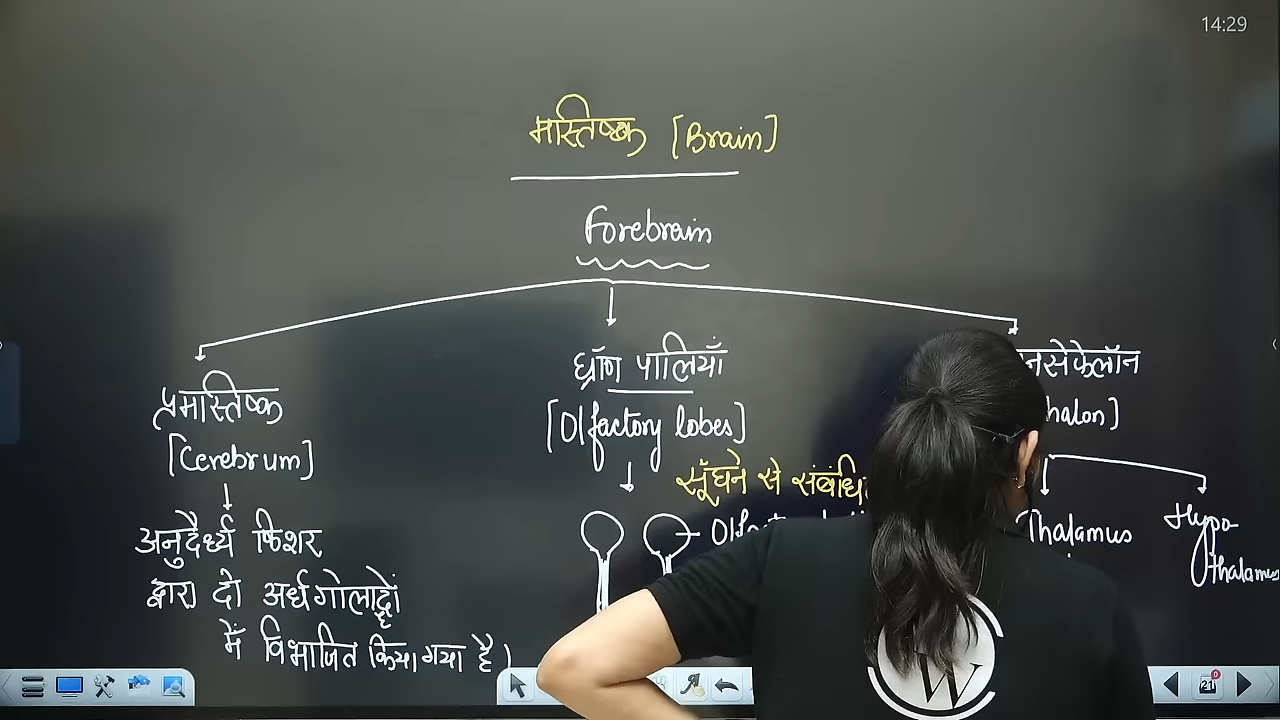 14:29
मस्तिष्क [Brain]
Forebrain
प्रमस्तिष्क
[Cerebrum]
अनुदैर्ध्य फिशर
द्वारा दो अर्धगोलार्द्धों
में विभाजित किया गया है।
घ्राँण पालियाँ
[Olfactory lobes]
सूँघने से
नसेफेलॉन
halon]
Thalamus
Hypo
thalamus
W
21